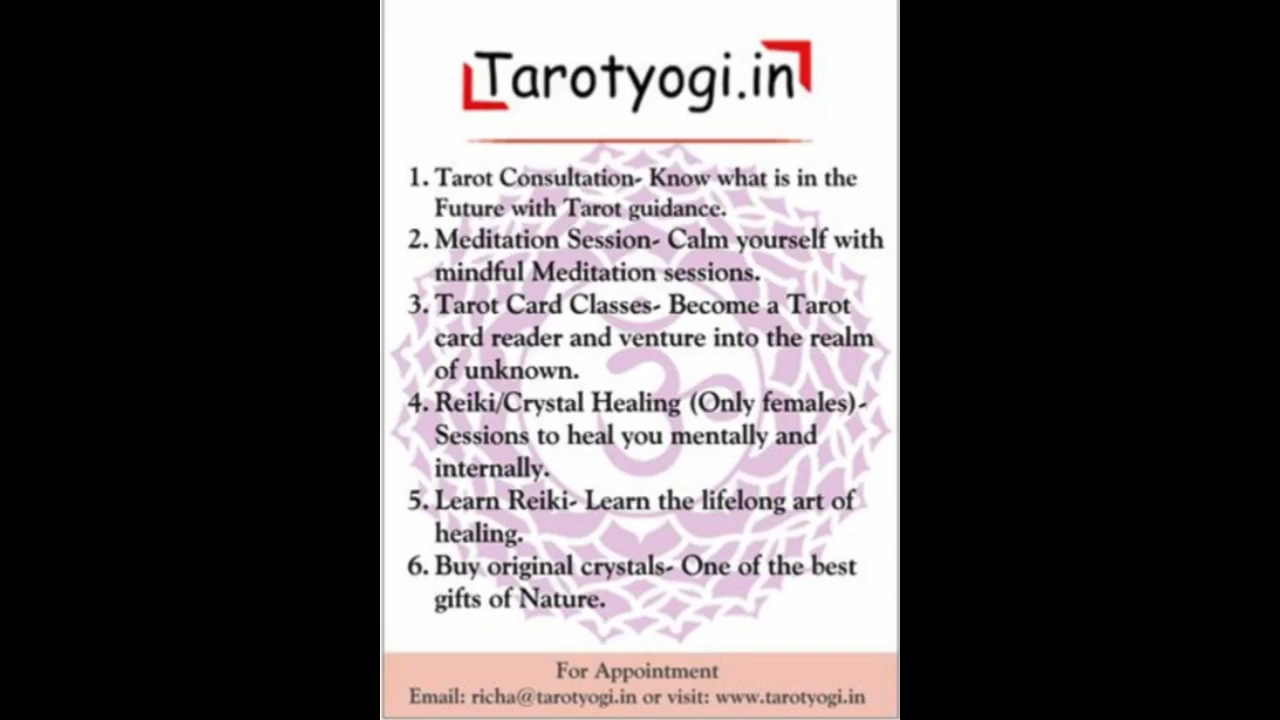 Tarotyogi.in
1. Tarot Consultation- Know what is in the
Future with Tarot guidance.
2. Meditation Session- Calm yourself with
mindful Meditation sessions.
3. Tarot Card Classes- Become a Tarot
card reader and venture into the realm
of unknown.
4. Reiki/Crystal Healing (Only females)-
Sessions to heal you mentally and
internally.
5. Learn Reiki- Learn the lifelong art of
healing.
6. Buy original crystals- One of the best
gifts of Nature.
For Appointment
Email: richa@tarotyogi.in or visit: www.tarotyogi.in